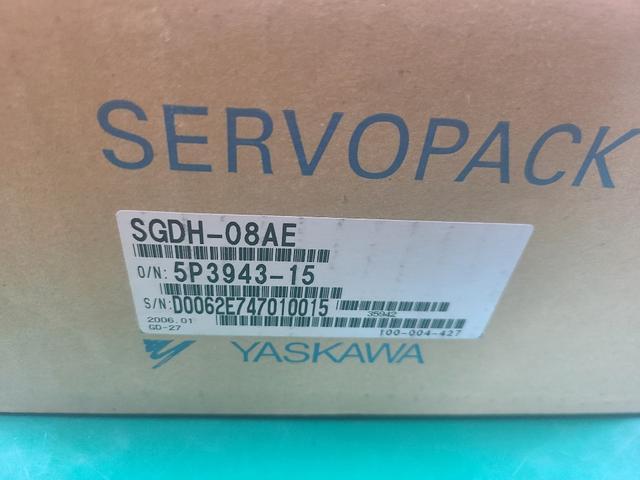 SERVOPACK
SGDH-08AE
O/N: 5P3943-15
S/N: D0062E747010015
35942
2006.01
GD-27
100-004-427
YASKAWA